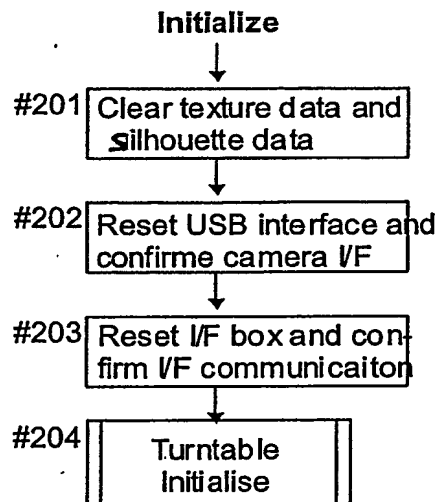 Initialize
#201 Clear texture data and
silhouette data
#202 Reset USB interface and
confirme camera I/F
#203 Reset I/F box and con-
firm I/F communicaiton
#204 Turntable
Initialise